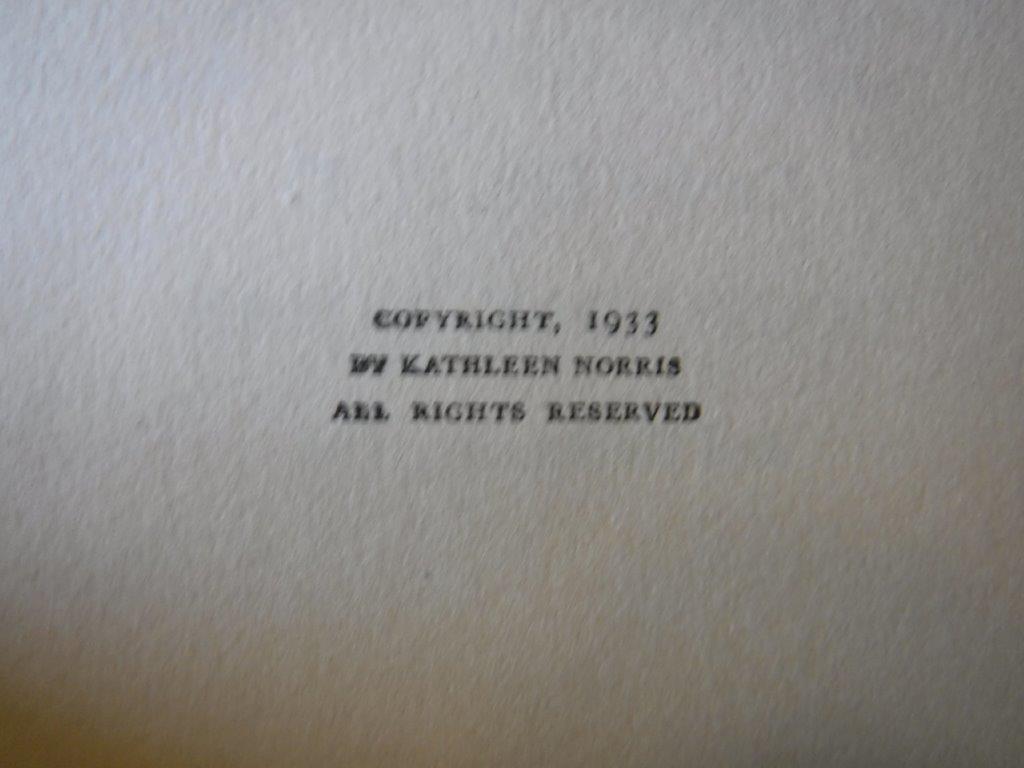 COPYRIGHT, 1933
BY KATHLEEN NORRIS
ALL RIGHTS RESERVED